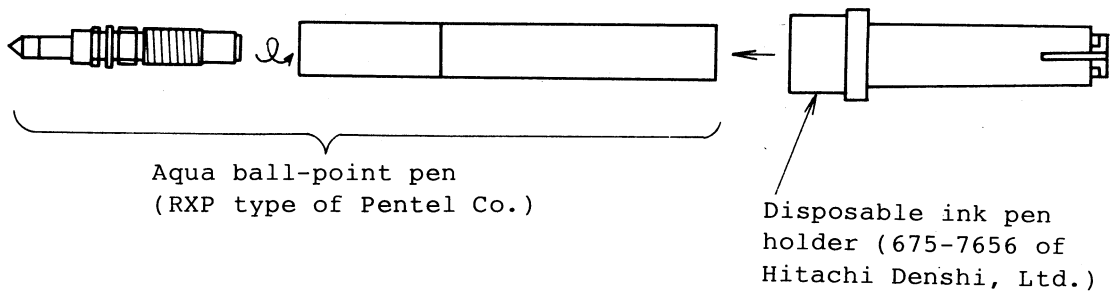 Aqua ball-point pen
(RXP type of Pentel Co.)
Disposable ink pen
holder (675-7656 of
Hitachi Denshi, Ltd.)